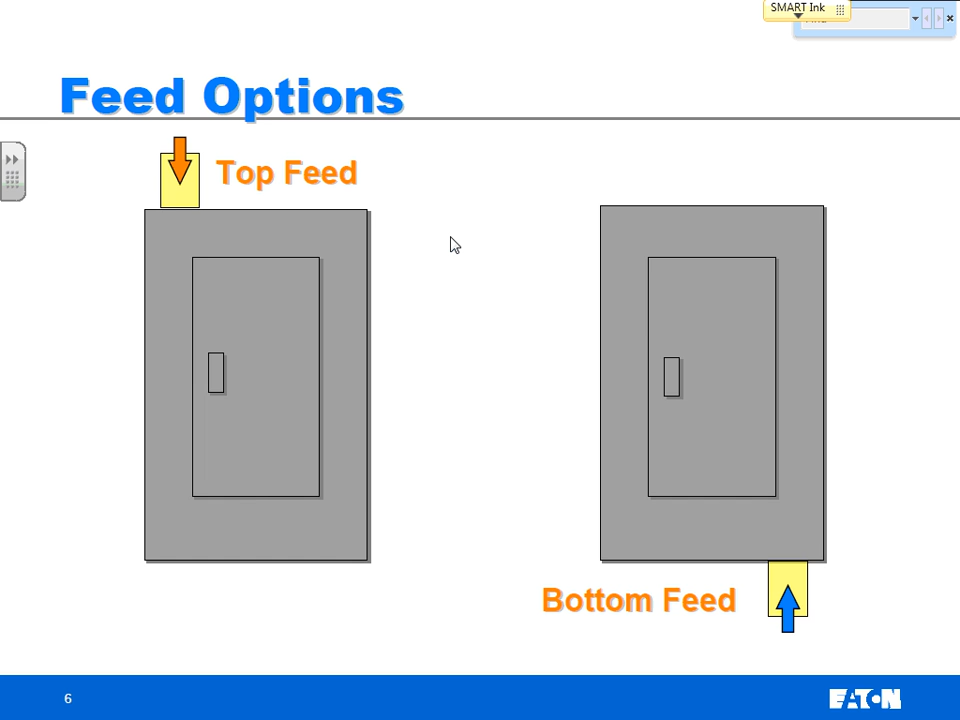 SMART Ink
Feed Options
Top Feed
Bottom Feed
6
EATON